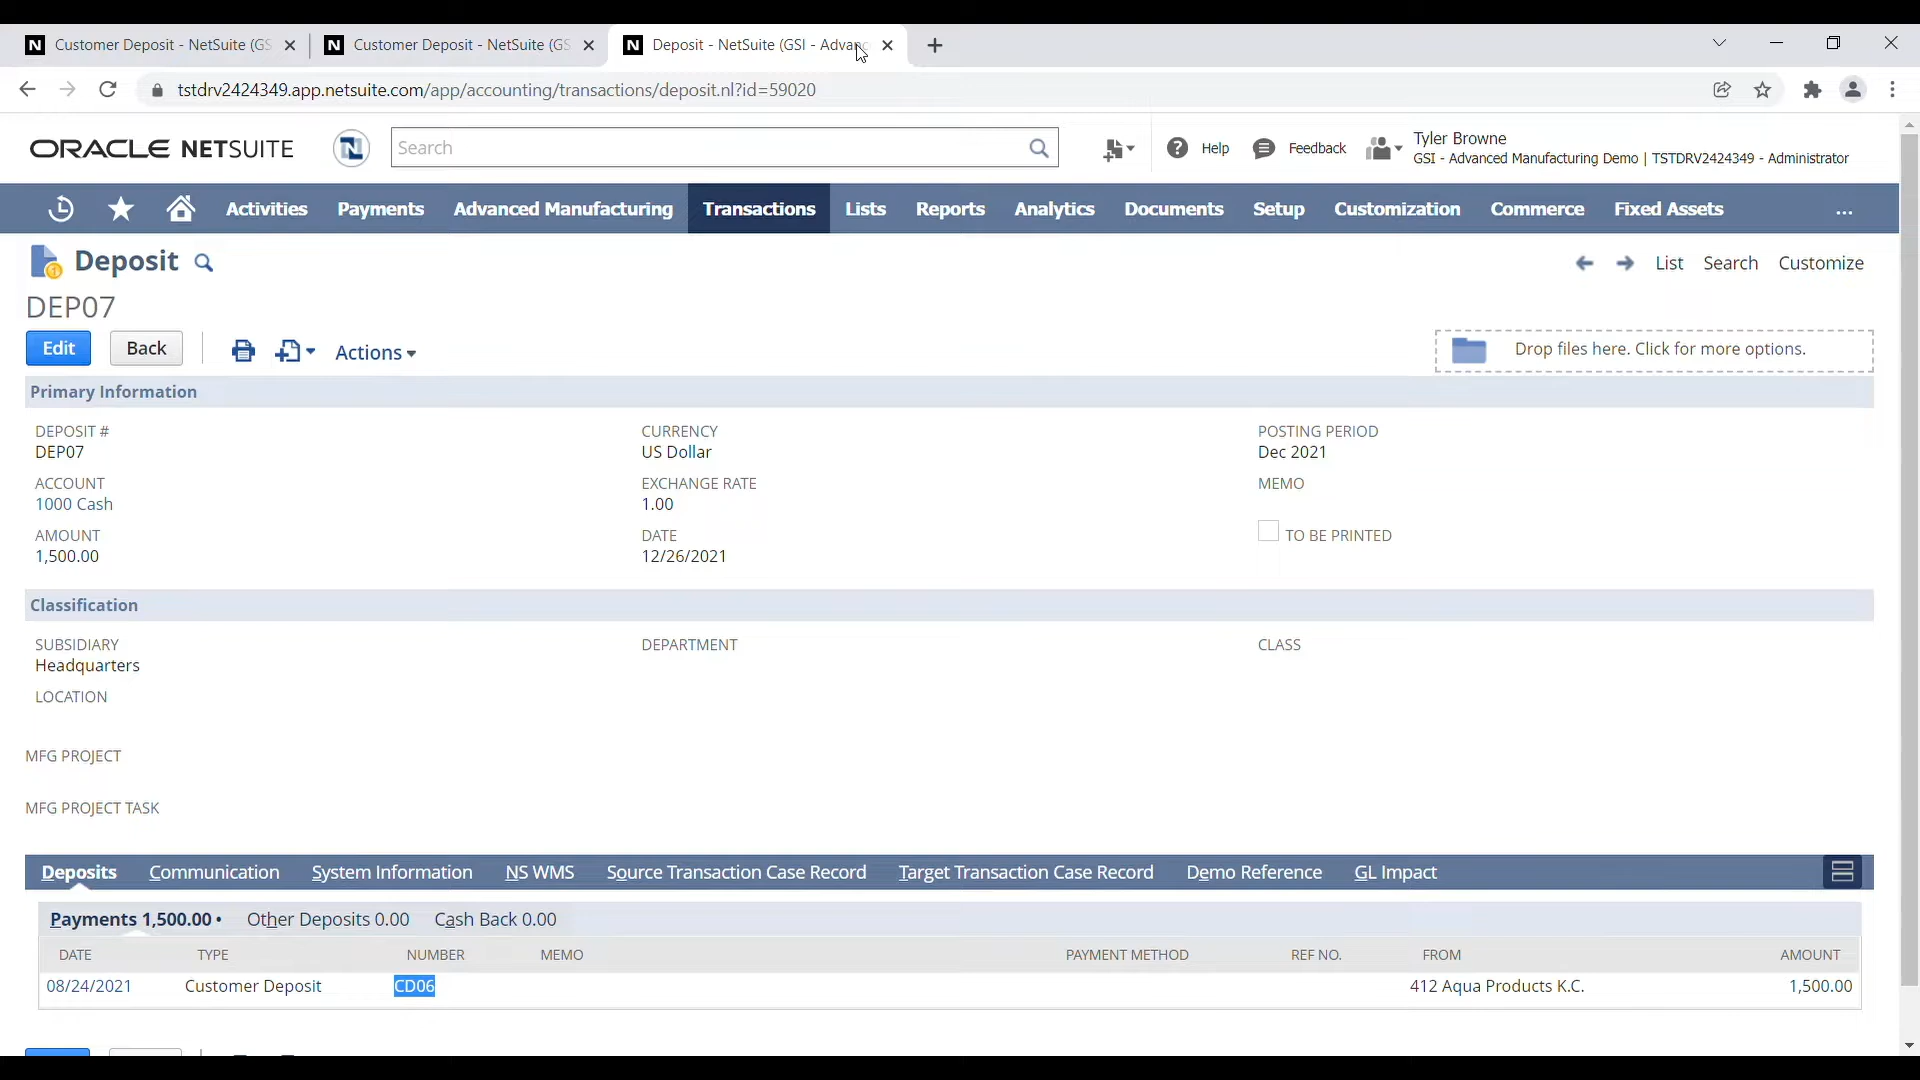 Customer Deposit - NetSuite (GS
Customer Deposit - NetSuite (GS
Deposit - NetSuite (GSI - Advanc
tstdrv2424349.app.netsuite.com/app/accounting/transactions/deposit.nl?id=59020
ORACLE NETSUITE
Search
Help
Feedback
Tyler Browne
GSI - Advanced Manufacturing Demo | TSTDRV2424349 - Administrator
Activities Payments Advanced Manufacturing Transactions Lists Reports Analytics Documents Setup Customization Commerce Fixed Assets ...
Deposit
List Search Customize
DEP07
Edit Back Actions
Drop files here. Click for more options.
Primary Information
DEPOSIT #
DEP07
ACCOUNT
1000 Cash
AMOUNT
1,500.00
CURRENCY
US Dollar
EXCHANGE RATE
1.00
DATE
12/26/2021
POSTING PERIOD
Dec 2021
MEMO
TO BE PRINTED
Classification
SUBSIDIARY
Headquarters
LOCATION
DEPARTMENT
CLASS
MFG PROJECT
MFG PROJECT TASK
Deposits Communication System Information NS WMS Source Transaction Case Record Target Transaction Case Record Demo Reference GL Impact
Payments 1,500.00 • Other Deposits 0.00 Cash Back 0.00
DATE TYPE NUMBER MEMO PAYMENT METHOD REF NO. FROM AMOUNT
08/24/2021 Customer Deposit CD06 412 Aqua Products K.C. 1,500.00